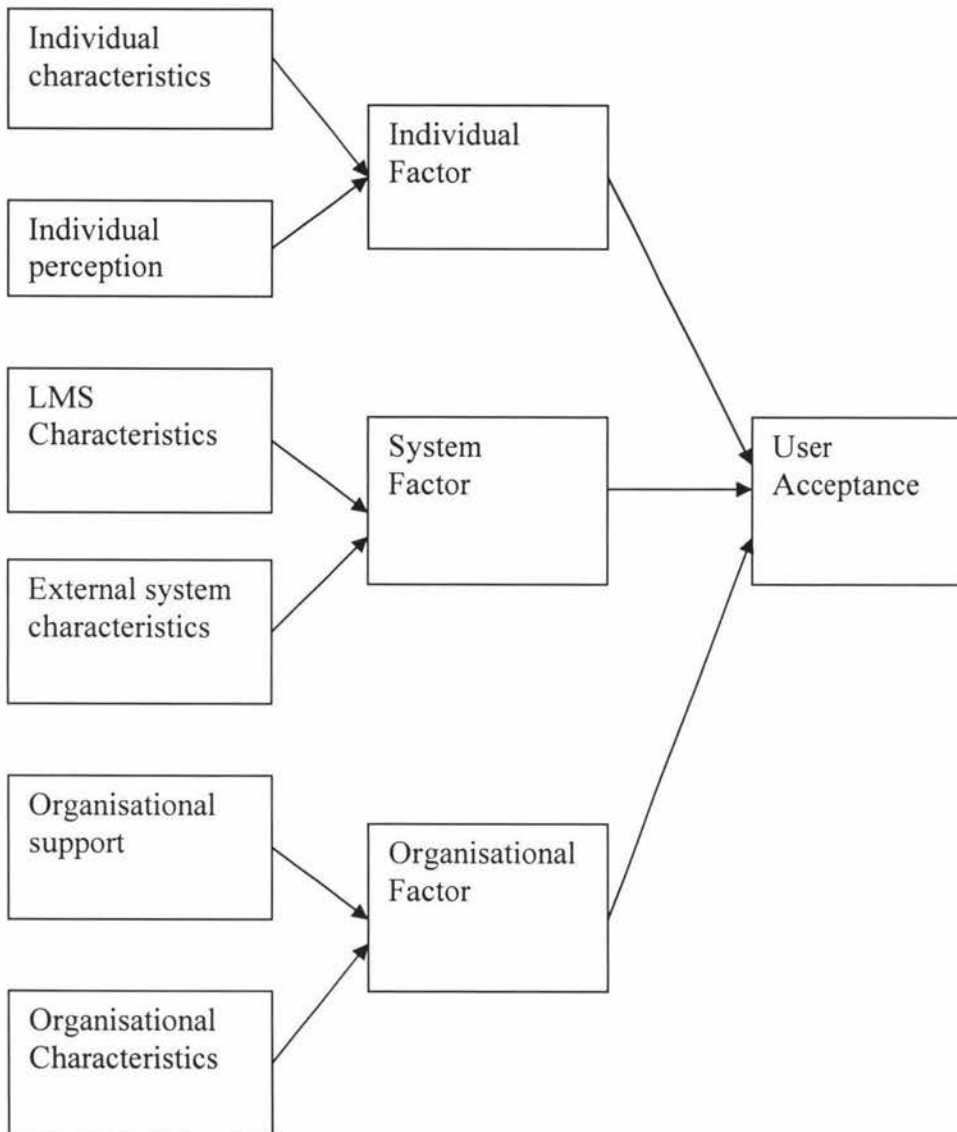 Individual
characteristics
Individual
Factor
Individual
perception
LMS
Characteristics
System
Factor
User
Acceptance
External system
characteristics
Organisational
support
Organisational
Factor
Organisational
Characteristics